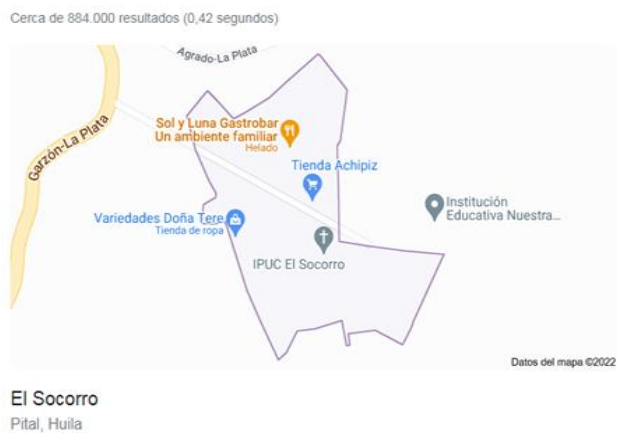 Cerca de 884.000 resultados (0,42 segundos)
Agrado-La Plata
Garzón-La Plata
Sol y Luna Gastrobar
Un ambiente familiar
Helado
Tienda Achipiz
Institución
Educativa Nuestra...
Variedades Doña Tere
Tienda de ropa
IPUC El Socorro
Datos del mapa ©2022
El Socorro
Pital, Huila